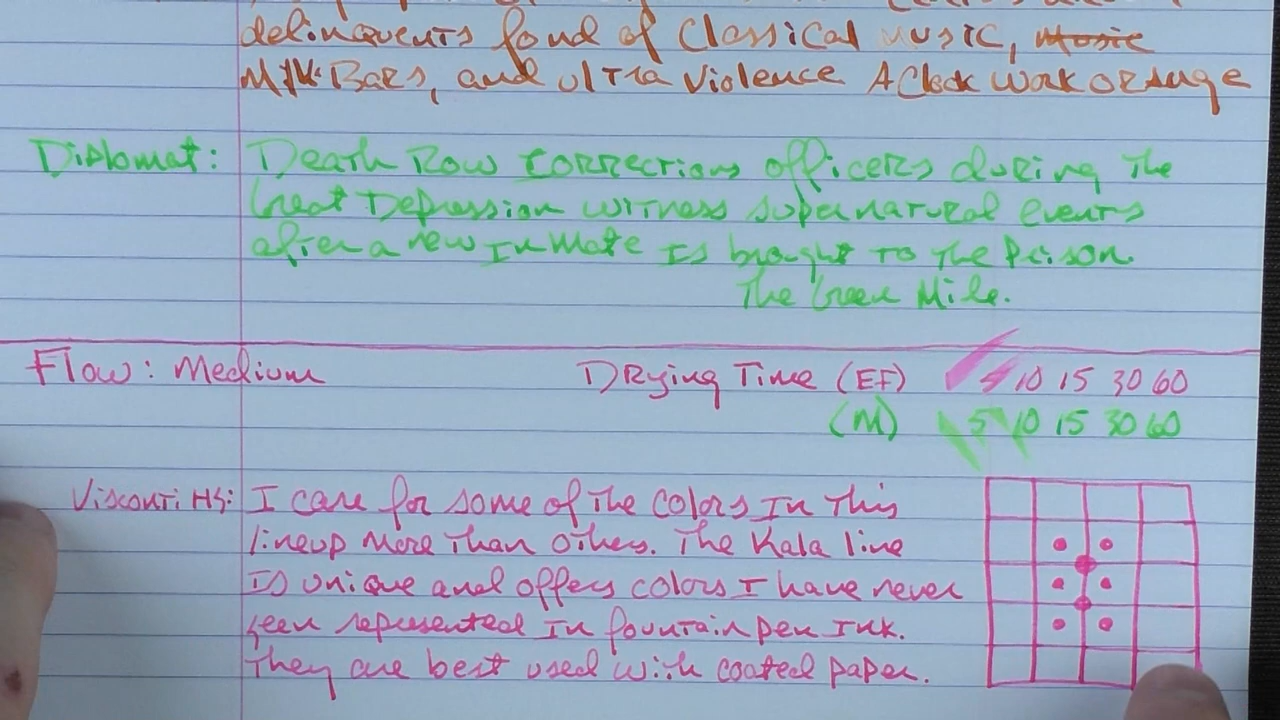 delinquents fond of Classical music, music
Milk Bars, and ultra violence A Clock Work Orange
Diplomat: Death Row corrections officers during The
Great Depression witness supernatural events
after a new Inmate Is brought to The Prison.
The Green Mile.
Flow: Medium Drying Time (EF) 5 10 15 30 60
(M) 5 10 15 30 60
Visconti HS: I care for some of The colors In This
lineup More Than others. The Kala line
Is unique and offers colors I have never
seen represented In fountain pen Ink.
They are best used with coated paper.